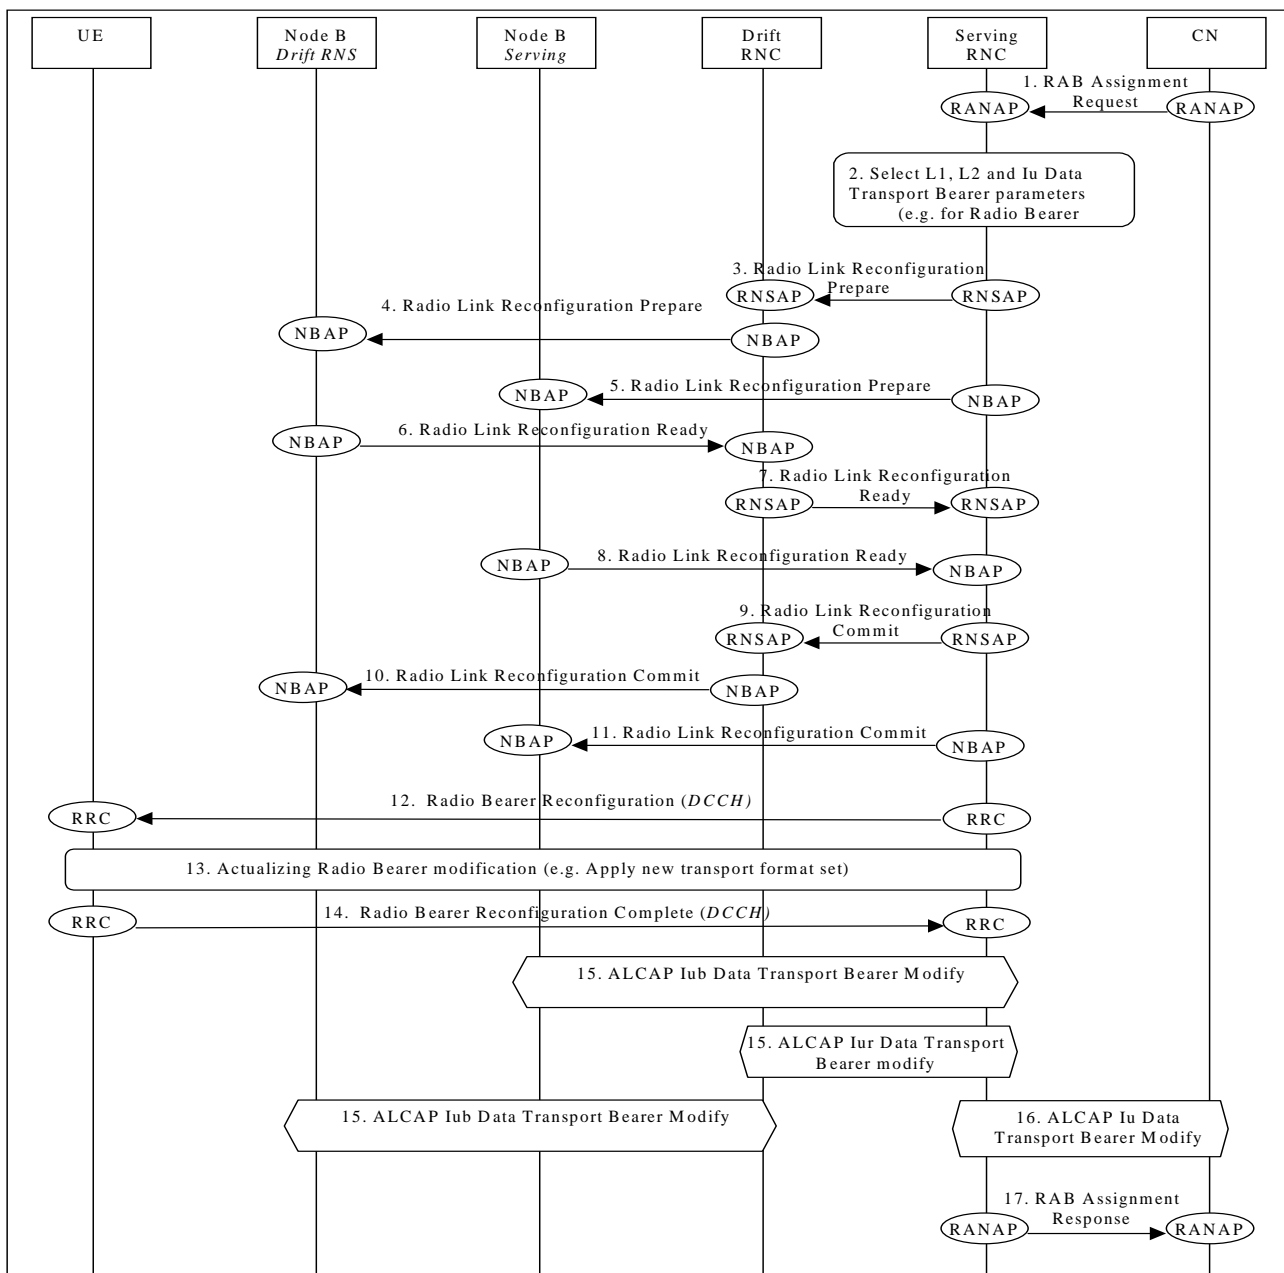 UE
Node B
Drift RNS
Node B
Serving
Drift
RNC
Serving
RNC
CN
1. RAB Assignment
Request
RANAP
RANAP
2. Select L1, L2 and Iu Data
Transport Bearer parameters
(e.g. for Radio Bearer
3. Radio Link Reconfiguration
Prepare
RNSAP
RNSAP
4. Radio Link Reconfiguration Prepare
NBAP
NBAP
5. Radio Link Reconfiguration Prepare
NBAP
NBAP
6. Radio Link Reconfiguration Ready
NBAP
NBAP
7. Radio Link Reconfiguration
Ready
RNSAP
RNSAP
8. Radio Link Reconfiguration Ready
NBAP
NBAP
9. Radio Link Reconfiguration
Commit
RNSAP
RNSAP
10. Radio Link Reconfiguration Commit
NBAP
NBAP
11. Radio Link Reconfiguration Commit
NBAP
NBAP
12. Radio Bearer Reconfiguration (DCCH)
RRC
RRC
13. Actualizing Radio Bearer modification (e.g. Apply new transport format set)
14. Radio Bearer Reconfiguration Complete (DCCH)
RRC
RRC
15. ALCAP Iub Data Transport Bearer Modify
15. ALCAP Iur Data Transport
Bearer modify
15. ALCAP Iub Data Transport Bearer Modify
16. ALCAP Iu Data
Transport Bearer Modify
17. RAB Assignment
Response
RANAP
RANAP